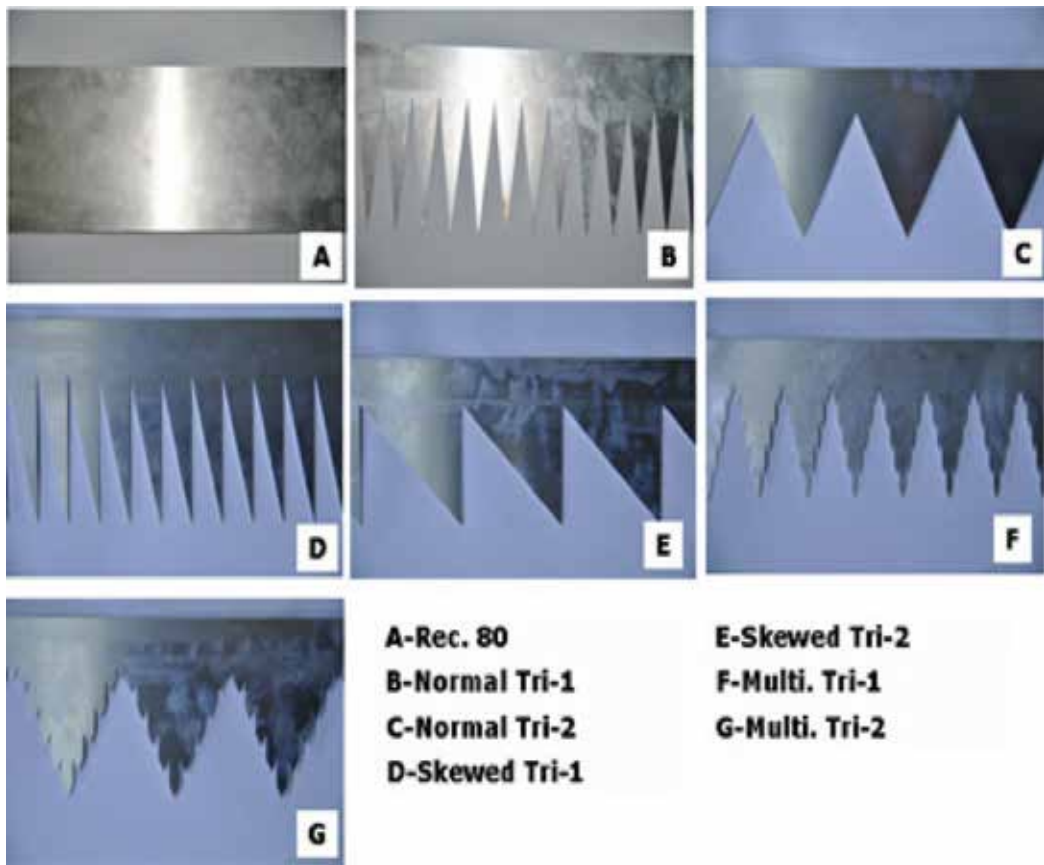 A
B
C
D
E
F
G
A-Rec. 80
B-Normal Tri-1
C-Normal Tri-2
D-Skewed Tri-1
E-Skewed Tri-2
F-Multi. Tri-1
G-Multi. Tri-2